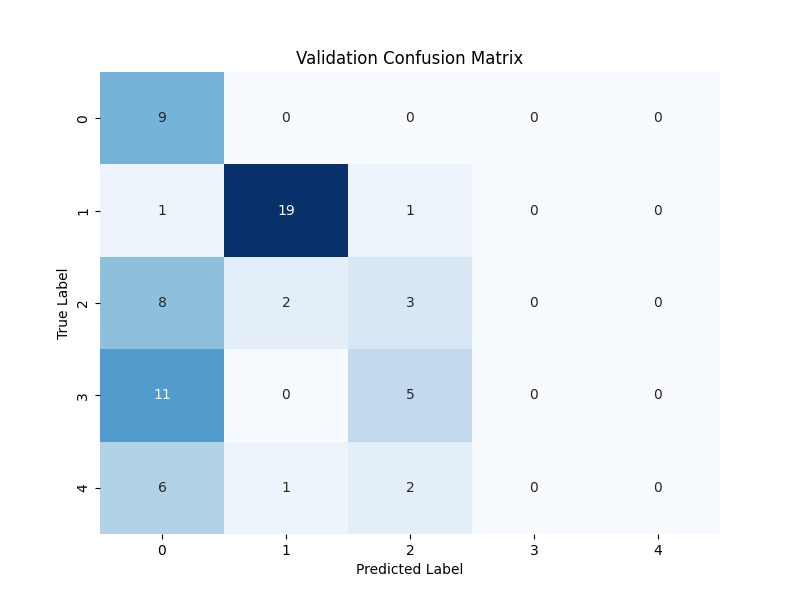 Validation Confusion Matrix
True Label
0 9 0 0 0 0
1 1 19 1 0 0
2 8 2 3 0 0
3 11 0 5 0 0
4 6 1 2 0 0
0 1 2 3 4
Predicted Label